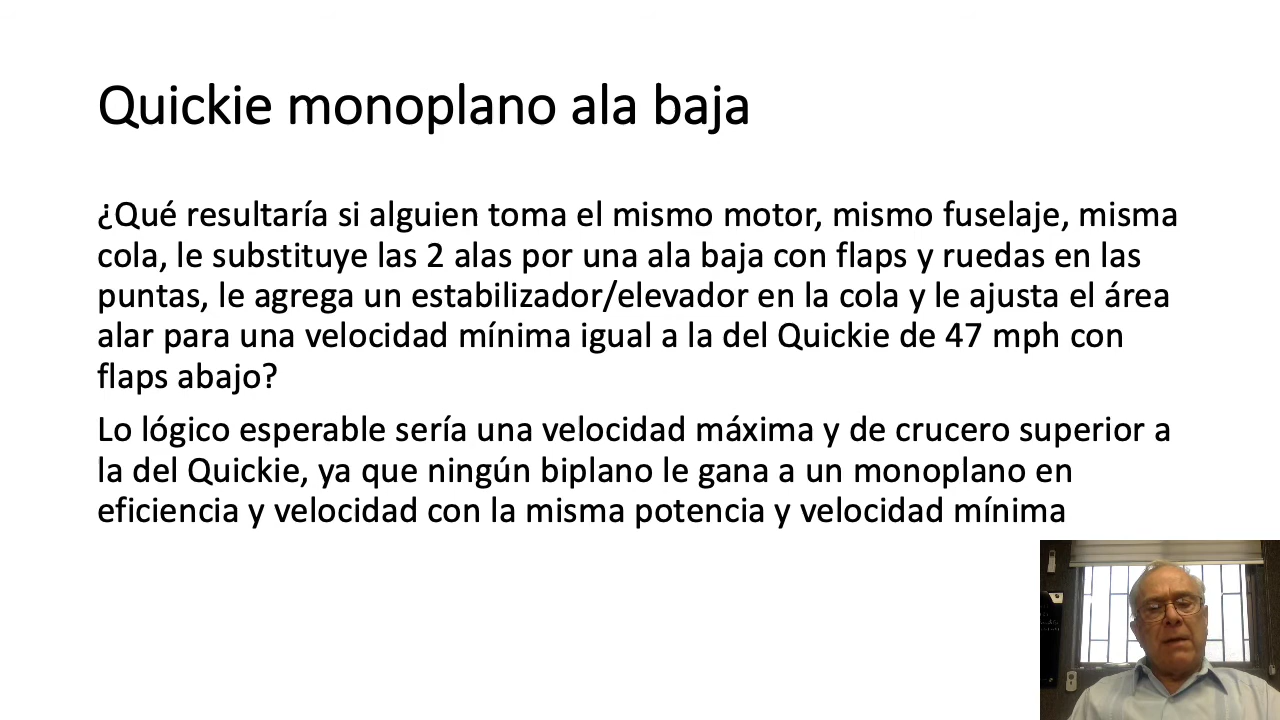 Quickie monoplano ala baja
¿Qué resultaría si alguien toma el mismo motor, mismo fuselaje, misma
cola, le substituye las 2 alas por una ala baja con flaps y ruedas en las
puntas, le agrega un estabilizador/elevador en la cola y le ajusta el área
alar para una velocidad mínima igual a la del Quickie de 47 mph con
flaps abajo?
Lo lógico esperable sería una velocidad máxima y de crucero superior a
la del Quickie, ya que ningún biplano le gana a un monoplano en
eficiencia y velocidad con la misma potencia y velocidad mínima